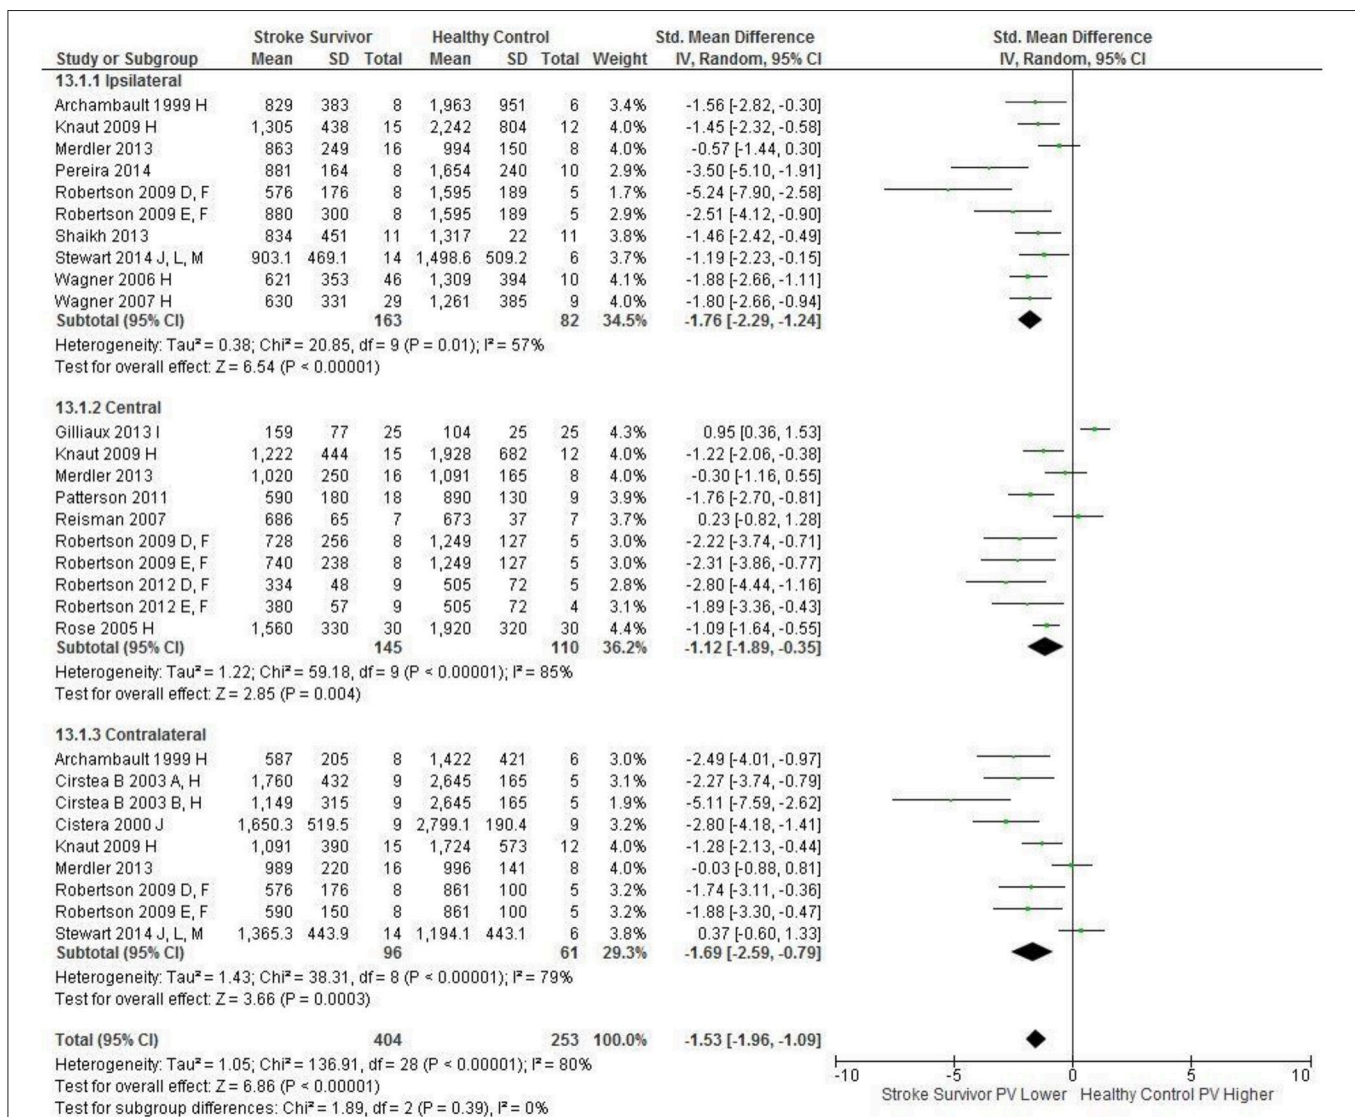 Stroke Survivor Healthy Control Std. Mean Difference Std. Mean Difference
Study or Subgroup Mean SD Total Mean SD Total Weight IV, Random, 95% CI IV, Random, 95% CI
13.1.1 Ipsilateral
Archambault 1999 H 829 383 8 1,963 951 6 3.4% -1.56 [-2.82, -0.30]
Knaut 2009 H 1,305 438 15 2,242 804 12 4.0% -1.45 [-2.32, -0.58]
Merdler 2013 863 249 16 994 150 8 4.0% -0.57 [-1.44, 0.30]
Pereira 2014 881 164 8 1,654 240 10 2.9% -3.50 [-5.10, -1.91]
Robertson 2009 D, F 576 176 8 1,595 189 5 1.7% -5.24 [-7.90, -2.58]
Robertson 2009 E, F 880 300 8 1,595 189 5 2.9% -2.51 [-4.12, -0.90]
Shaikh 2013 834 451 11 1,317 22 11 3.8% -1.46 [-2.42, -0.49]
Stewart 2014 J, L, M 903.1 469.1 14 1,498.6 509.2 6 3.6% -1.19 [-2.23, -0.15]
Wagner 2006 H 621 353 46 1,309 394 10 4.1% -1.88 [-2.66, -1.11]
Wagner 2007 H 630 331 29 1,261 385 9 4.0% -1.80 [-2.66, -0.94]
Subtotal (95% CI) 163 82 34.5% -1.76 [-2.29, -1.24]
Heterogeneity: Tau² = 0.38; Chi² = 20.85, df = 9 (P = 0.01); I² = 57%
Test for overall effect: Z = 6.54 (P < 0.00001)
13.1.2 Central
Gilliaux 2013 I 159 77 25 104 25 25 4.3% 0.95 [0.36, 1.53]
Knaut 2009 H 1,222 444 15 1,928 682 12 4.0% -1.22 [-2.06, -0.38]
Merdler 2013 1,020 250 16 1,091 165 8 4.0% -0.30 [-1.16, 0.55]
Patterson 2011 590 180 18 890 130 9 3.9% -1.76 [-2.70, -0.81]
Reisman 2007 686 65 7 673 37 7 3.7% 0.23 [-0.82, 1.28]
Robertson 2009 D, F 728 256 8 1,249 127 5 3.0% -2.22 [-3.74, -0.71]
Robertson 2009 E, F 740 238 8 1,249 127 5 3.0% -2.31 [-3.86, -0.77]
Robertson 2012 D, F 334 48 9 505 72 5 2.8% -2.80 [-4.44, -1.16]
Robertson 2012 E, F 380 57 9 505 72 4 3.1% -1.89 [-3.36, -0.43]
Rose 2005 H 1,560 330 30 1,920 320 30 4.4% -1.09 [-1.64, -0.55]
Subtotal (95% CI) 145 110 36.2% -1.12 [-1.89, -0.35]
Heterogeneity: Tau² = 1.22; Chi² = 59.18, df = 9 (P < 0.00001); I² = 85%
Test for overall effect: Z = 2.85 (P = 0.004)
13.1.3 Contralateral
Archambault 1999 H 587 205 8 1,422 421 6 3.0% -2.49 [-4.01, -0.97]
Cirstea B 2003 A, H 1,760 432 9 2,645 165 5 3.1% -2.27 [-3.74, -0.79]
Cirstea B 2003 B, H 1,149 315 9 2,645 165 5 1.9% -5.11 [-7.59, -2.62]
Cistera 2000 J 1,650.3 519.5 9 2,799.1 190.4 9 3.2% -2.80 [-4.18, -1.41]
Knaut 2009 H 1,091 390 15 1,724 573 12 4.0% -1.28 [-2.13, -0.44]
Merdler 2013 989 220 16 996 141 8 4.0% -0.03 [-0.88, 0.81]
Robertson 2009 D, F 576 176 8 861 100 5 3.2% -1.74 [-3.11, -0.36]
Robertson 2009 E, F 590 150 8 861 100 5 3.2% -1.88 [-3.30, -0.47]
Stewart 2014 J, L, M 1,365.3 443.9 14 1,194.1 443.1 6 3.8% 0.37 [-0.60, 1.33]
Subtotal (95% CI) 96 61 29.3% -1.69 [-2.59, -0.79]
Heterogeneity: Tau² = 1.43; Chi² = 38.31, df = 8 (P < 0.00001); I² = 79%
Test for overall effect: Z = 3.66 (P = 0.0003)
Total (95% CI) 404 253 100.0% -1.53 [-1.96, -1.09]
Heterogeneity: Tau² = 1.05; Chi² = 136.91, df = 28 (P < 0.00001); I² = 80%
Test for overall effect: Z = 6.86 (P < 0.00001)
Test for subgroup differences: Chi² = 1.89, df = 2 (P = 0.39), I² = 0%
-10 -5 0 5 10
Stroke Survivor PV Lower Healthy Control PV Higher